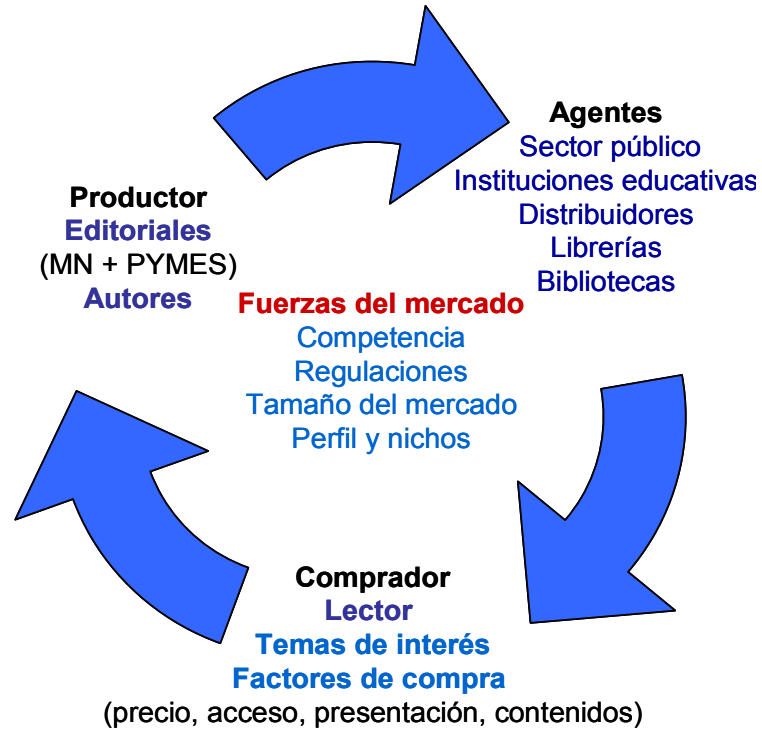 Agentes
Sector público
Instituciones educativas
Distribuidores
Librerías
Bibliotecas
Productor
Editoriales
(MN + PYMES)
Autores
Fuerzas del mercado
Competencia
Regulaciones
Tamaño del mercado
Perfil y nichos
Comprador
Lector
Temas de interés
Factores de compra
(precio, acceso, presentación, contenidos)